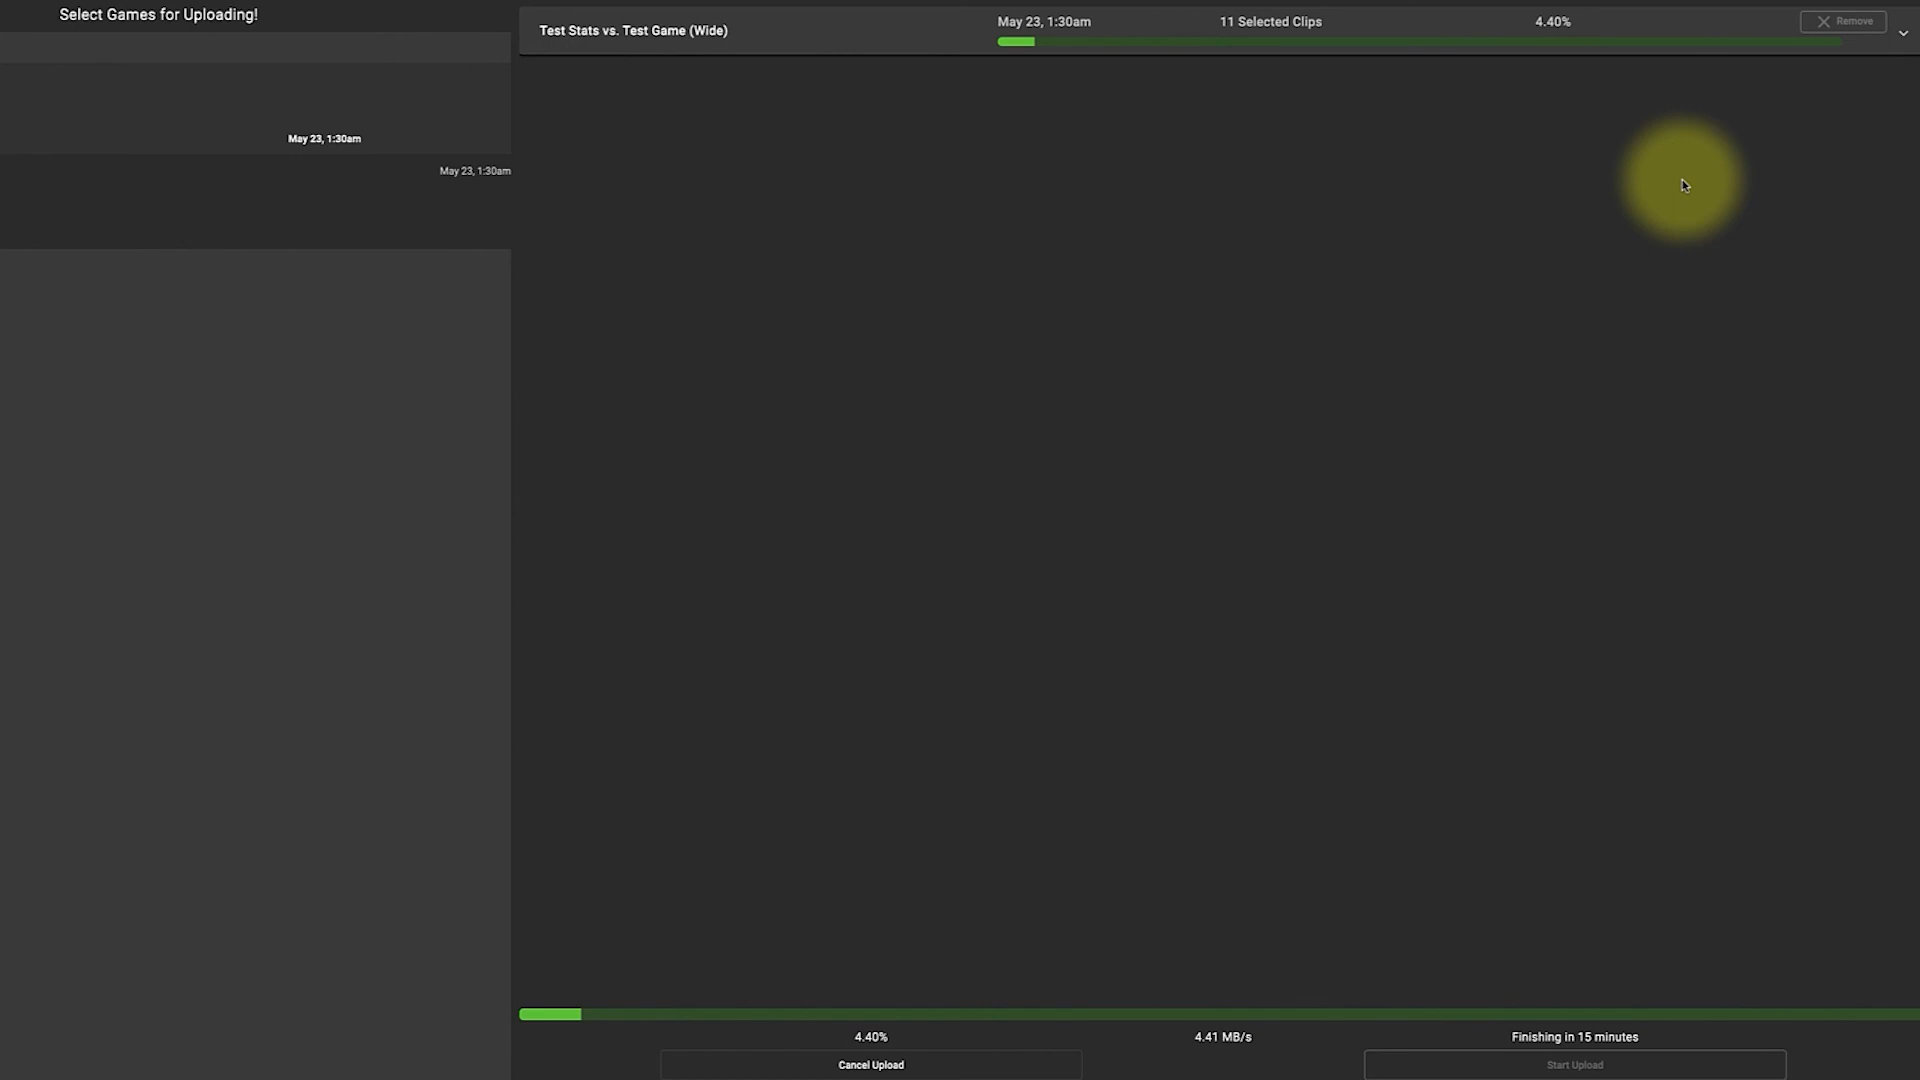 Select Games for Uploading!
May 23, 1:30am
May 23, 1:30am
Test Stats vs. Test Game (Wide)
May 23, 1:30am
11 Selected Clips
4.40%
Remove
4.40%
4.41 MB/s
Finishing in 15 minutes
Cancel Upload
Start Upload